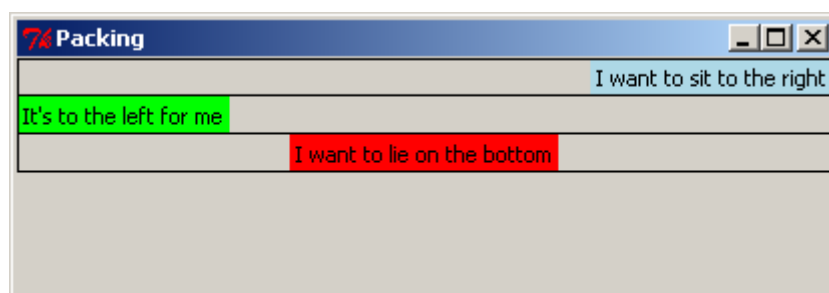 Packing
I want to sit to the right
It's to the left for me
I want to lie on the bottom